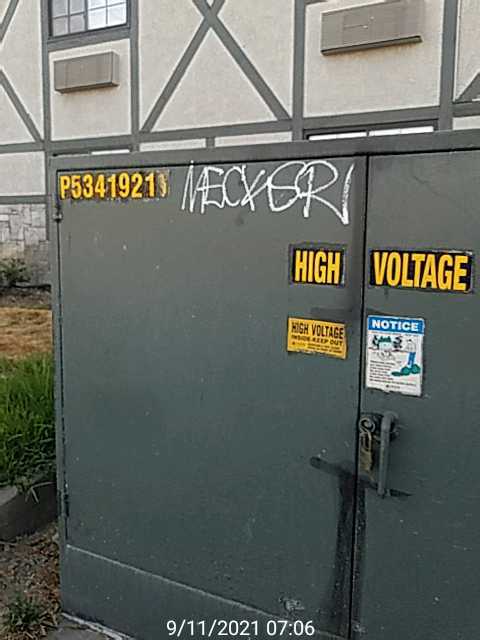 P5341921
HIGH VOLTAGE
HIGH VOLTAGE
INSIDE-KEEP OUT
NOTICE
9/11/2021 07:06